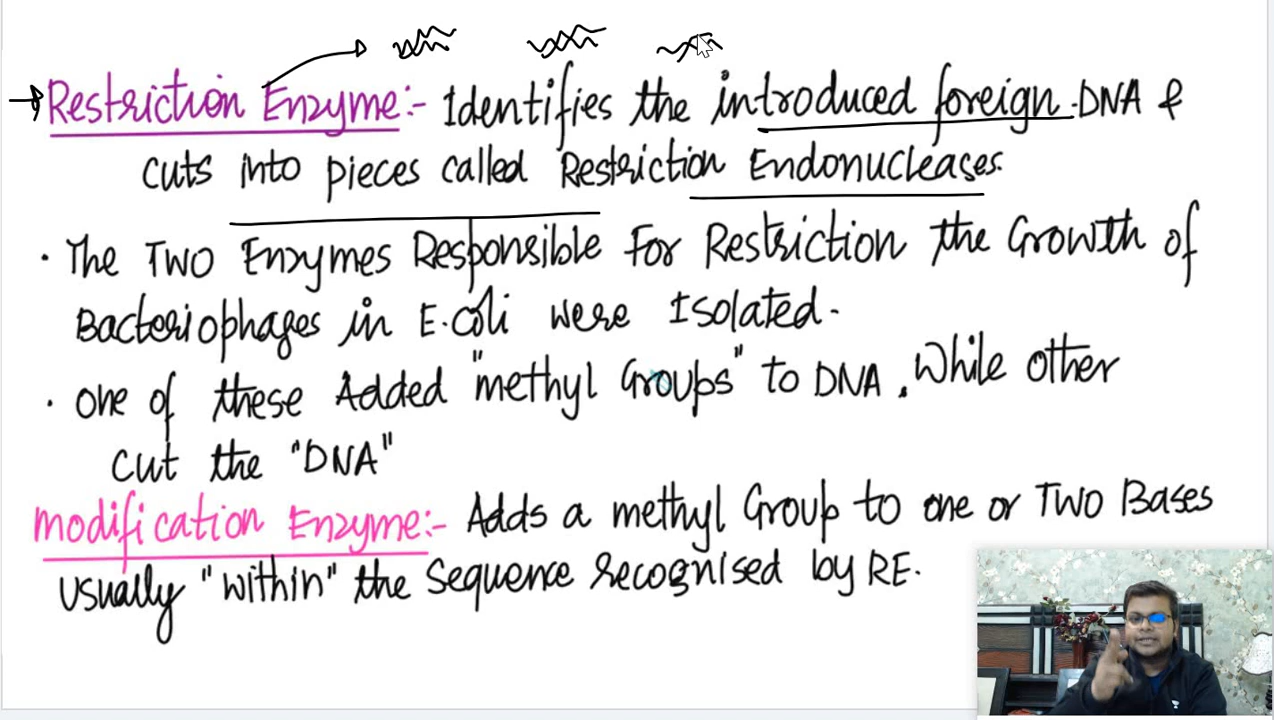 Restriction Enzyme:- Identifies the introduced foreign DNA &
cuts into pieces called Restriction Endonucleases.
• The Two Enzymes Responsible For Restriction the Growth of
Bacteriophages in E.Coli were Isolated.
• one of these Added "methyl Groups" to DNA, While other
cut the "DNA"
modification Enzyme:- Adds a methyl Group to one or Two Bases
usually "within" the Sequence recognised by RE.